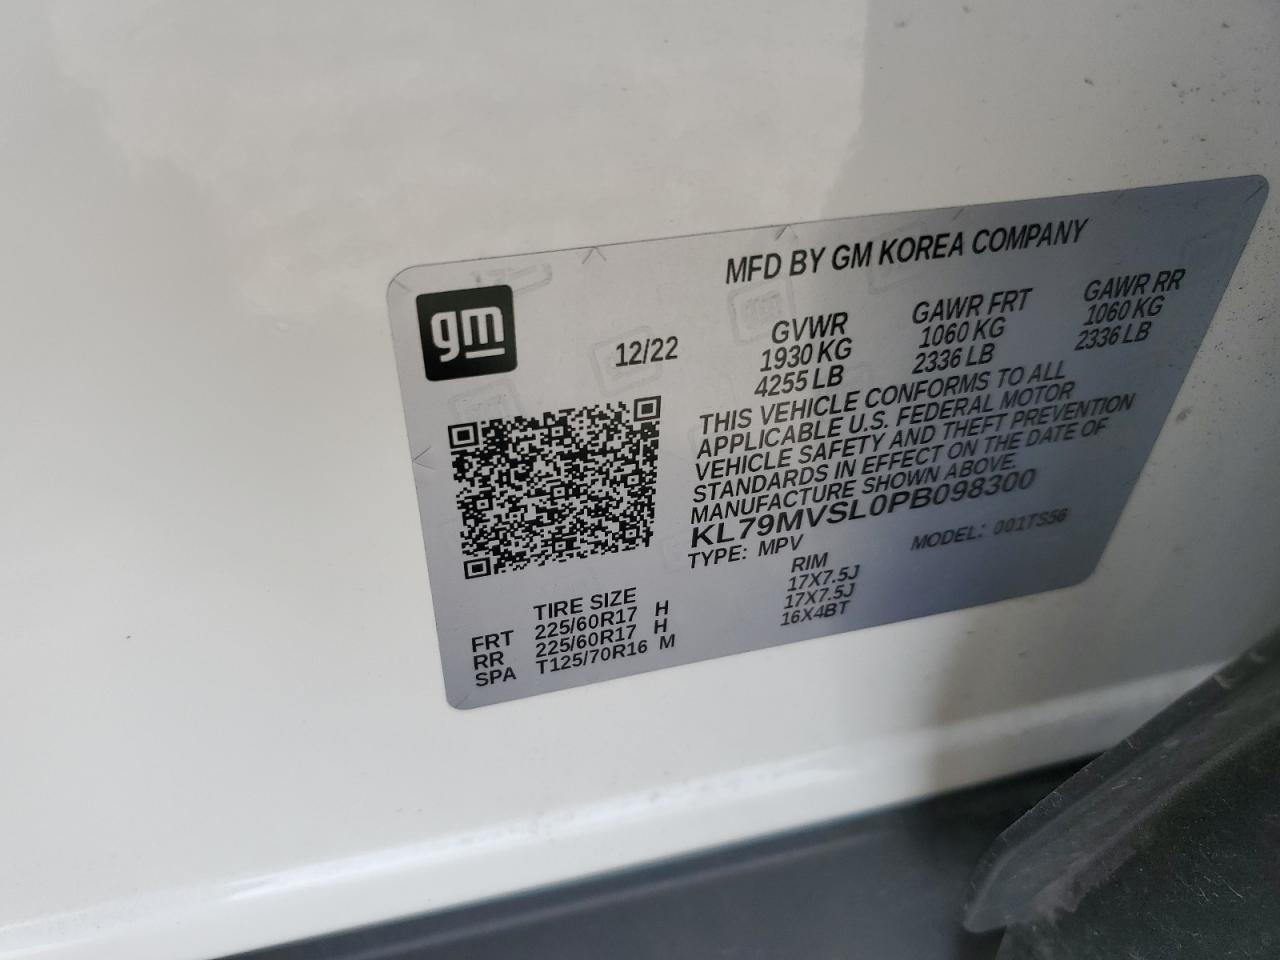 MFD BY GM KOREA COMPANY
gm
12/22
GVWR GAWR FRT GAWR RR
1930 KG 1060 KG 1060 KG
4255 LB 2336 LB 2336 LB
THIS VEHICLE CONFORMS TO ALL
APPLICABLE U.S. FEDERAL MOTOR
VEHICLE SAFETY AND THEFT PREVENTION
STANDARDS IN EFFECT ON THE DATE OF
MANUFACTURE SHOWN ABOVE.
KL79MVSL0PB098300
TYPE: MPV MODEL: 001TS56
TIRE SIZE RIM
FRT 225/60R17 H 17X7.5J
RR 225/60R17 H 17X7.5J
SPA T125/70R16 M 16X4BT